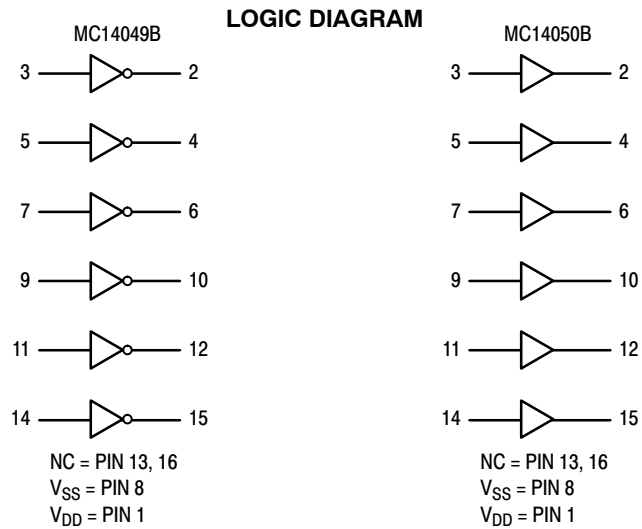 LOGIC DIAGRAM
MC14049B
3 2
5 4
7 6
9 10
11 12
14 15
NC = PIN 13, 16
VSS = PIN 8
VDD = PIN 1
MC14050B
3 2
5 4
7 6
9 10
11 12
14 15
NC = PIN 13, 16
VSS = PIN 8
VDD = PIN 1